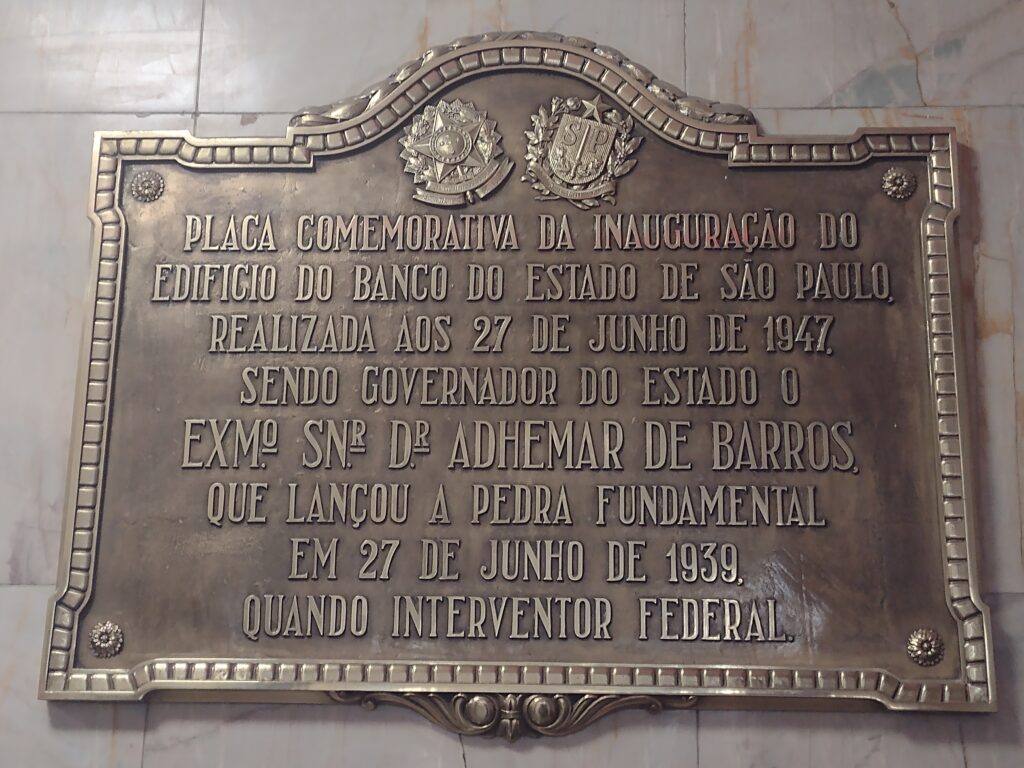 SP
PLACA COMEMORATIVA DA INAUGURAÇÃO DO
EDIFICIO DO BANCO DO ESTADO DE SÃO PAULO,
REALIZADA AOS 27 DE JUNHO DE 1947,
SENDO GOVERNADOR DO ESTADO O
EXMº. SNR. DR. ADHEMAR DE BARROS,
QUE LANÇOU A PEDRA FUNDAMENTAL
EM 27 DE JUNHO DE 1939,
QUANDO INTERVENTOR FEDERAL.